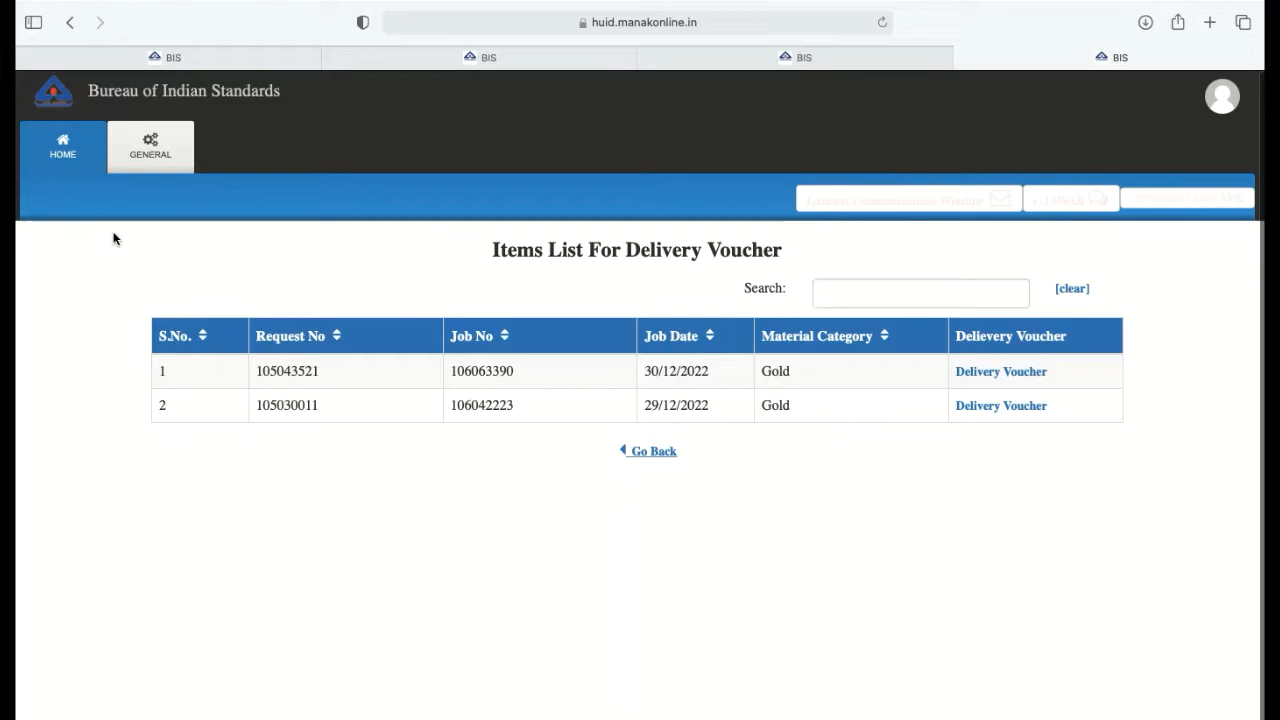 huid.manakonline.in
BIS
BIS
BIS
BIS
Bureau of Indian Standards
HOME
GENERAL
Items List For Delivery Voucher
Search:
[clear]
S.No. Request No Job No Job Date Material Category Delievery Voucher
1 105043521 106063390 30/12/2022 Gold Delivery Voucher
2 105030011 106042223 29/12/2022 Gold Delivery Voucher
Go Back